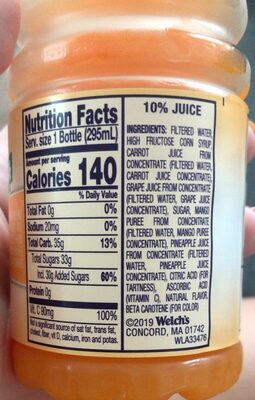 Nutrition Facts
Serv. size 1 Bottle (295mL)
Amount per serving
Calories 140
% Daily Value
Total Fat 0g 0%
Sodium 20mg 0%
Total Carb. 35g 13%
Total Sugars 33g
Incl. 30g Added Sugars 60%
Protein 0g
Vit. C 90mg 100%
Not a significant source of sat fat, trans fat,
cholest, fiber, vit D, calcium, iron and potas.
10% JUICE
INGREDIENTS: FILTERED WATER,
HIGH FRUCTOSE CORN SYRUP,
CARROT JUICE FROM
CONCENTRATE (FILTERED WATER,
CARROT JUICE CONCENTRATE),
GRAPE JUICE FROM CONCENTRATE
(FILTERED WATER, GRAPE JUICE
CONCENTRATE), SUGAR, MANGO
PUREE FROM CONCENTRATE
(FILTERED WATER, MANGO PUREE
CONCENTRATE), PINEAPPLE JUICE
FROM CONCENTRATE (FILTERED
WATER, PINEAPPLE JUICE
CONCENTRATE), CITRIC ACID (FOR
TARTNESS), ASCORBIC ACID
(VITAMIN C), NATURAL FLAVOR,
BETA CAROTENE (FOR COLOR)
©2019 Welch's
CONCORD, MA 01742
WLA33476